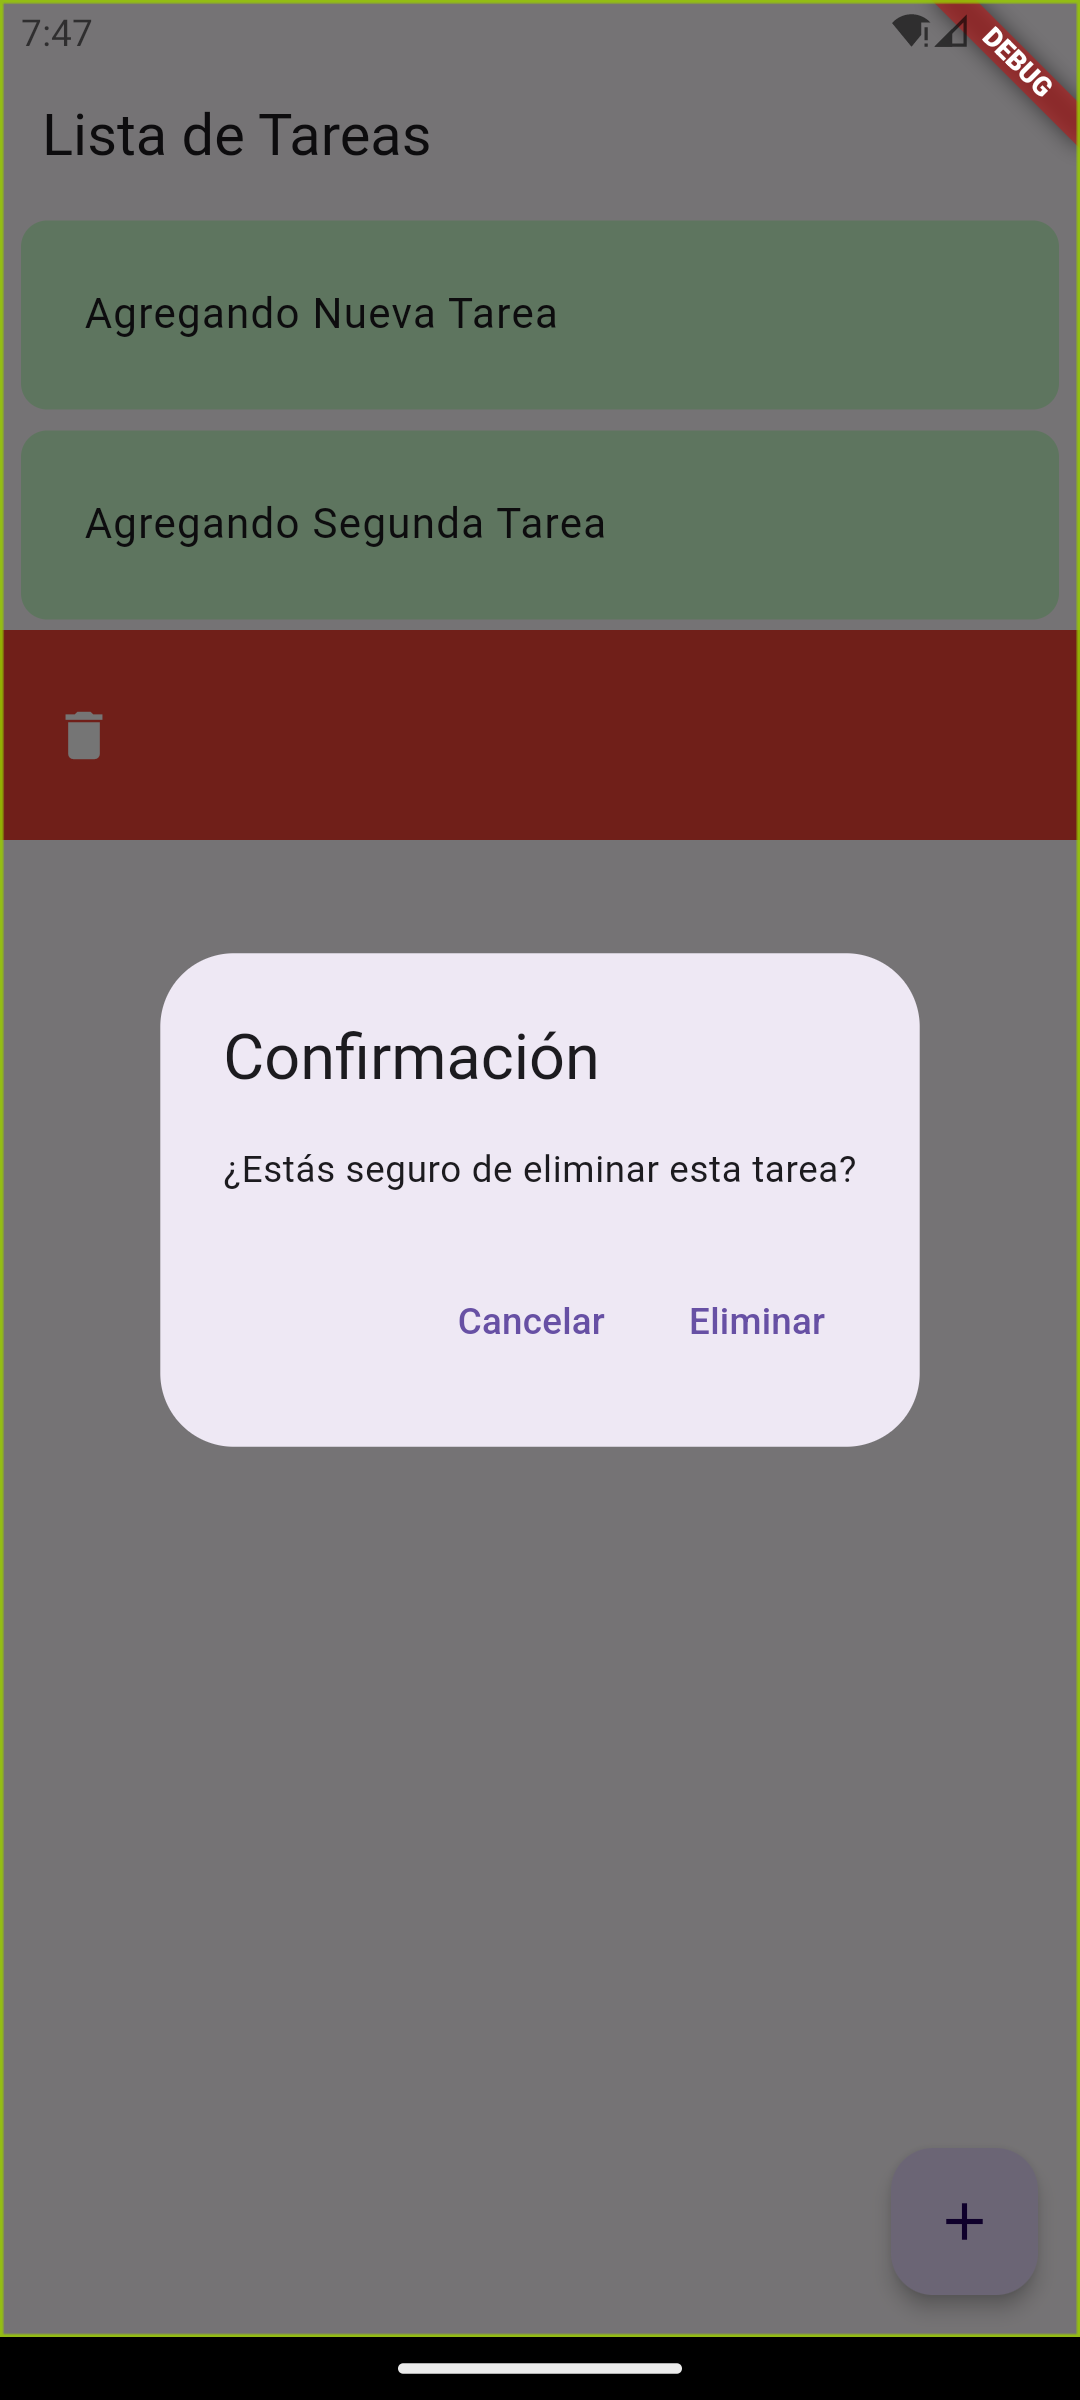 7:47
DEBUG
Lista de Tareas
Agregando Nueva Tarea
Agregando Segunda Tarea
Confirmación
¿Estás seguro de eliminar esta tarea?
Cancelar Eliminar